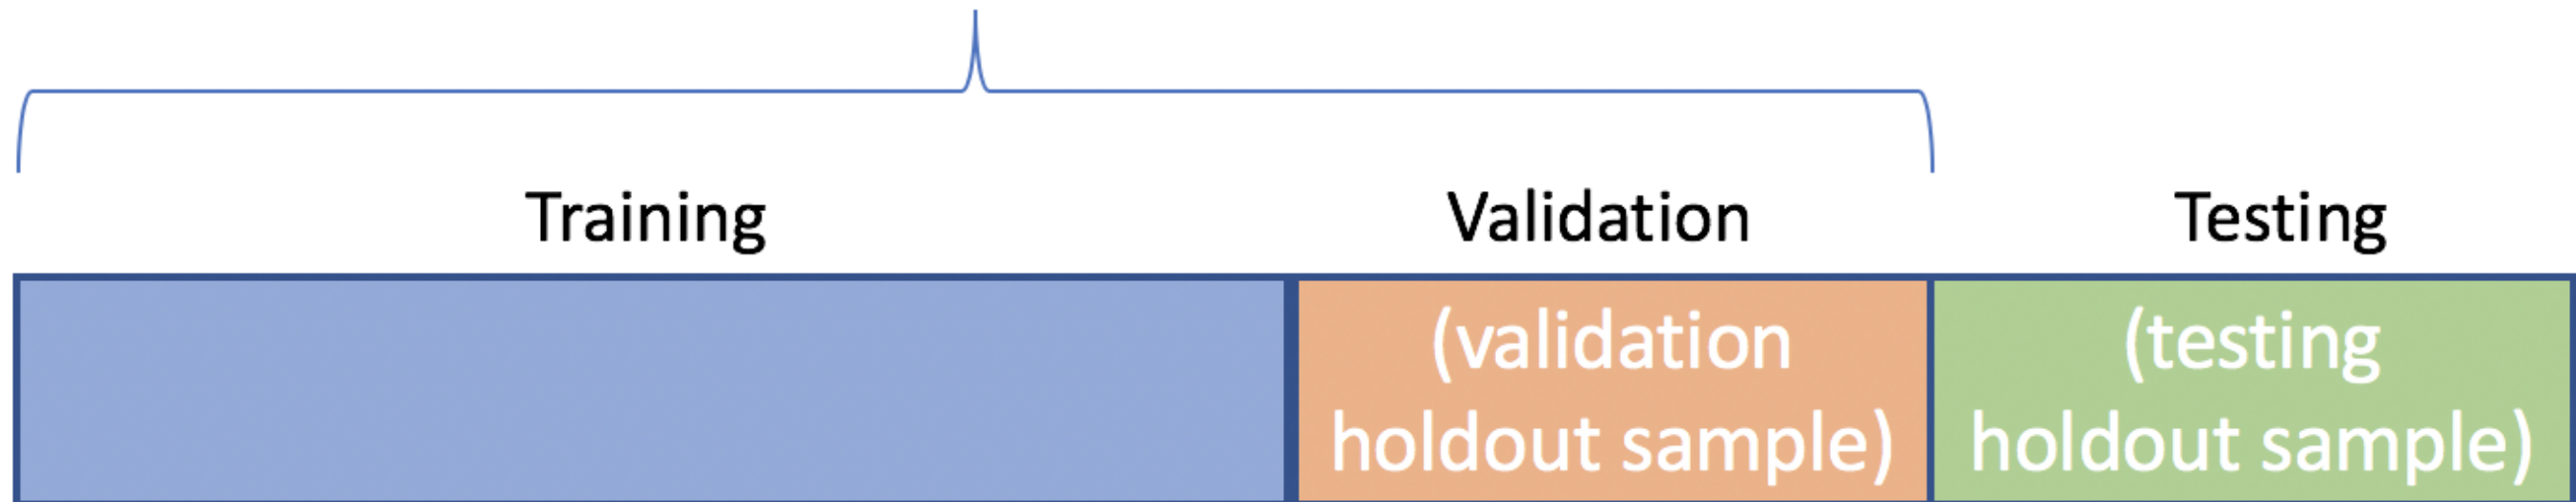 Training Validation Testing
(validation
holdout sample)
(testing
holdout sample)